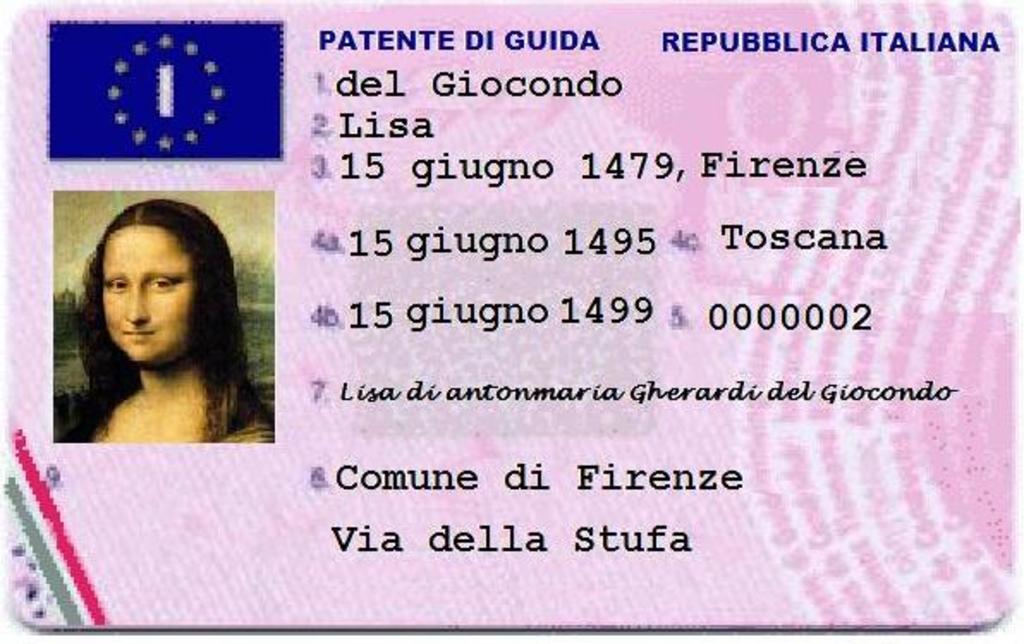 PATENTE DI GUIDA REPUBBLICA ITALIANA
I
1. del Giocondo
2. Lisa
3. 15 giugno 1479, Firenze
4a. 15 giugno 1495 4c. Toscana
4b. 15 giugno 1499 5. 0000002
7. Lisa di antonmaria Gherardi del Giocondo
9. 8. Comune di Firenze
Via della Stufa